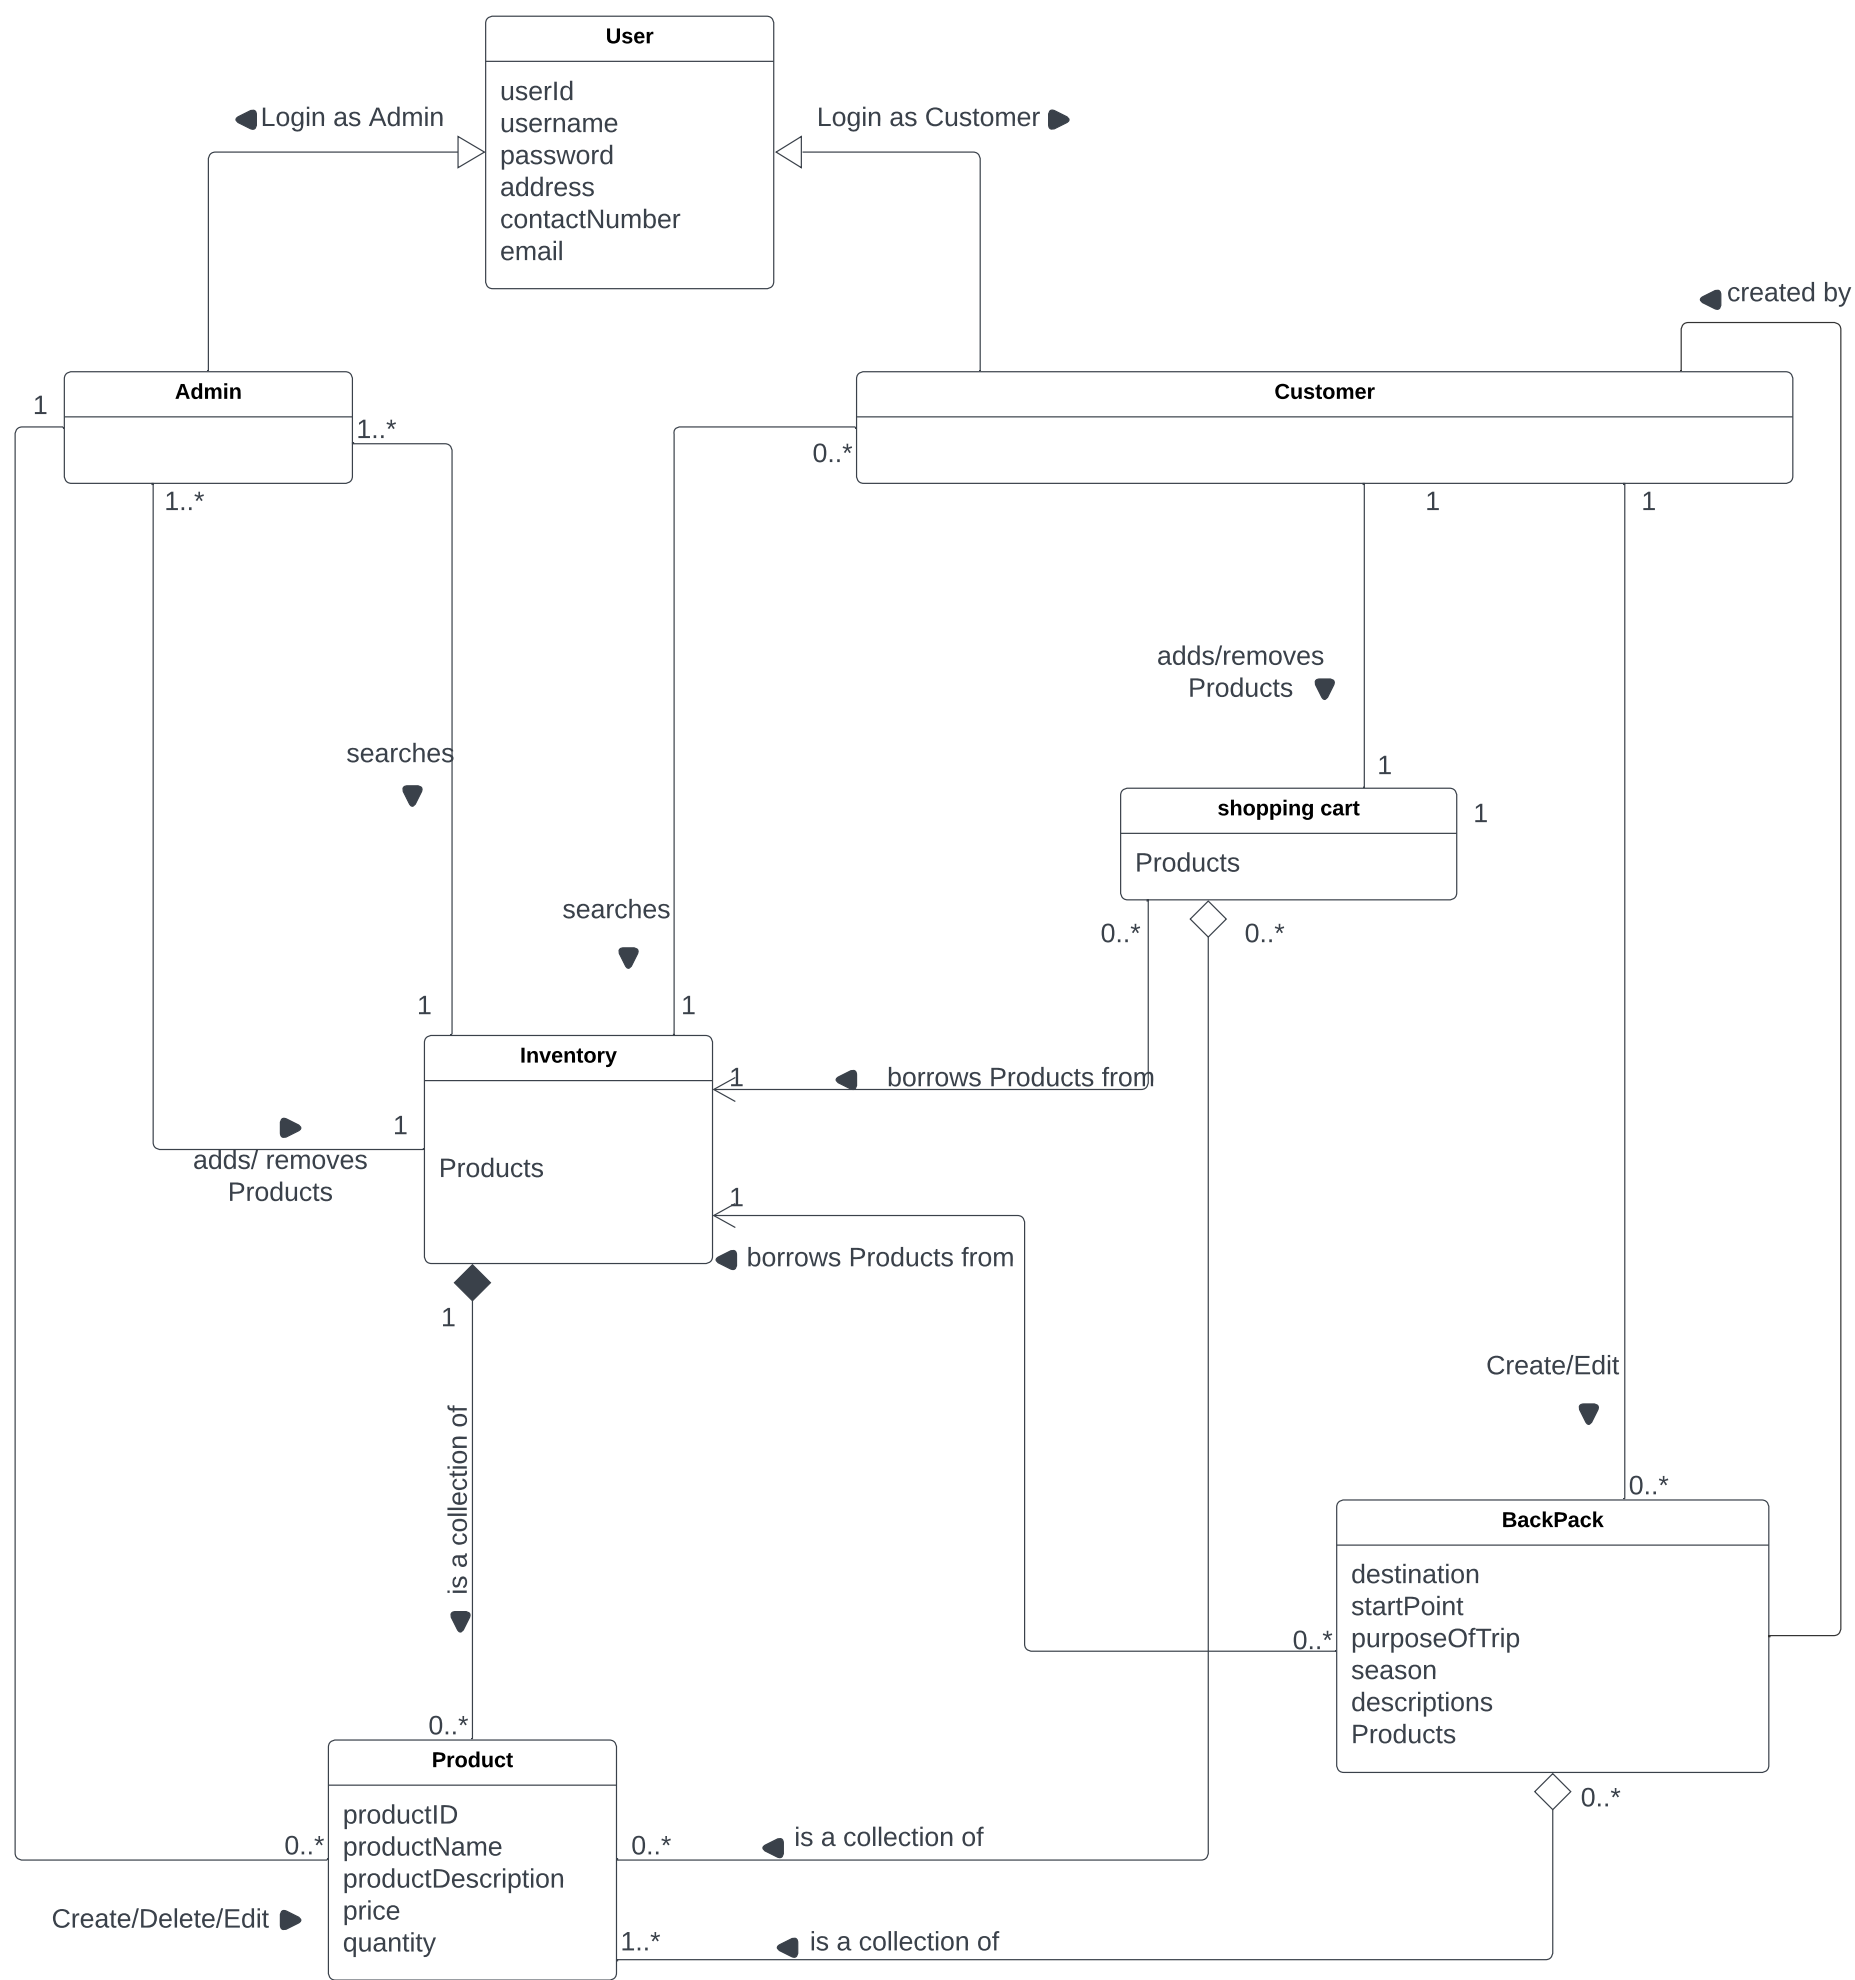 User
userId
username
password
address
contactNumber
email
Login as Admin
Login as Customer
created by
Admin
Customer
1
1..*
1..*
0..*
1
1
adds/removes
Products
searches
1
shopping cart
1
Products
searches
0..*
0..*
1
1
Inventory
1
borrows Products from
1
adds/ removes
Products
Products
1
borrows Products from
1
is a collection of
Create/Edit
0..*
BackPack
destination
startPoint
purposeOfTrip
season
descriptions
Products
0..*
0..*
0..*
Product
productID
productName
productDescription
price
quantity
0..*
0..*
is a collection of
Create/Delete/Edit
1..*
is a collection of